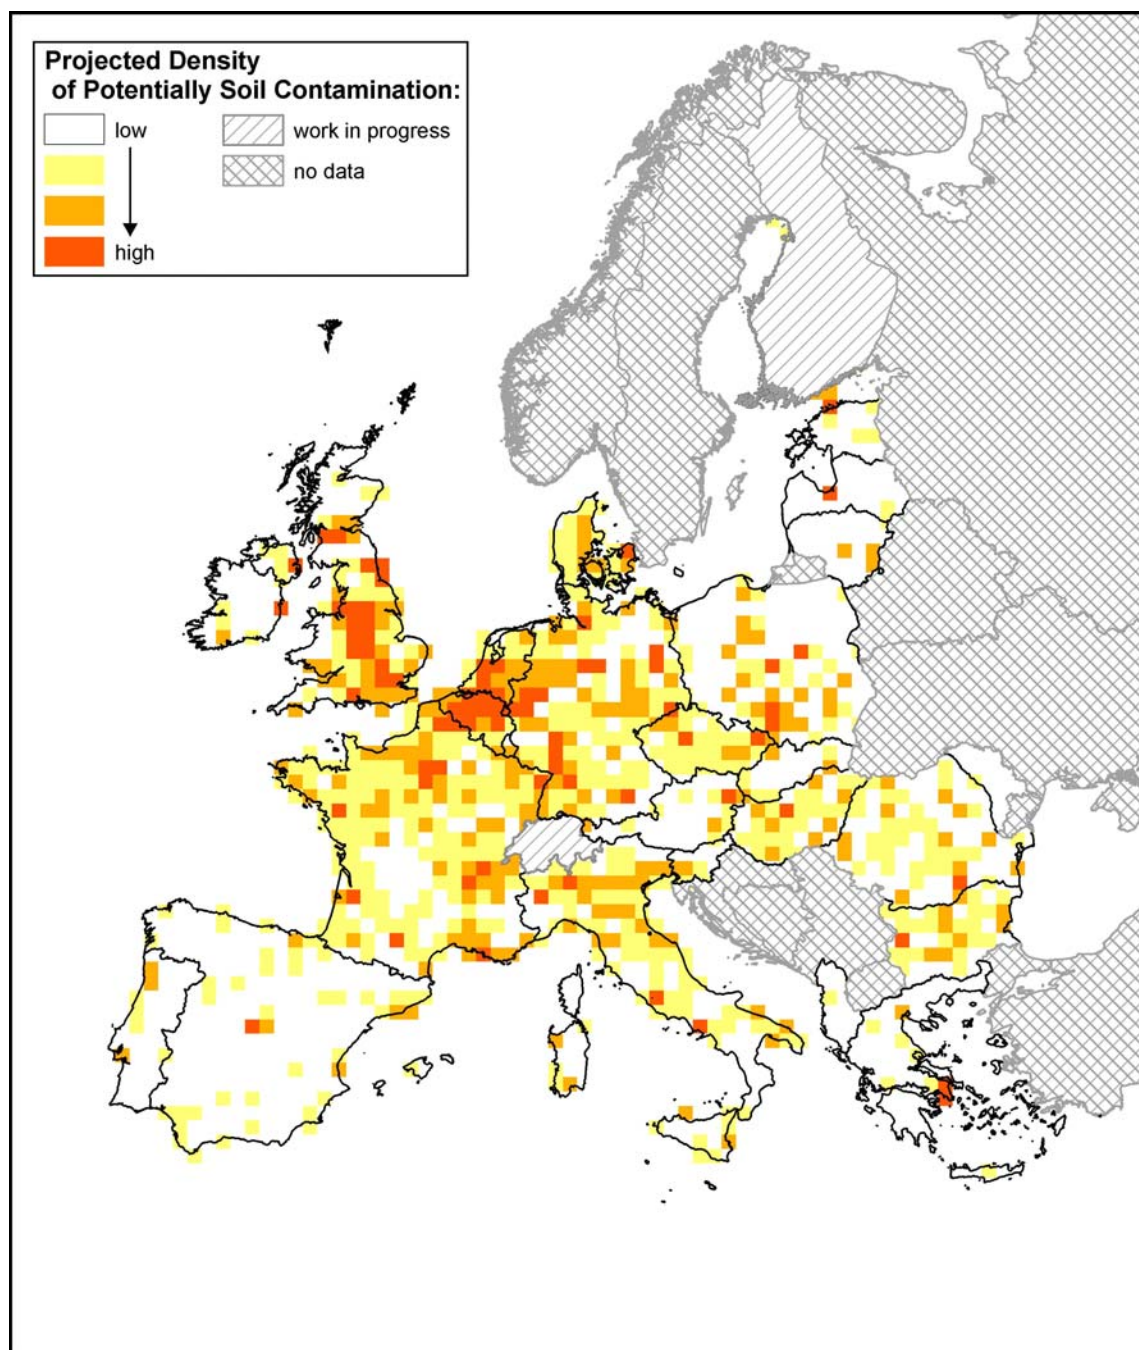 Projected Density
of Potentially Soil Contamination:
low
high
work in progress
no data